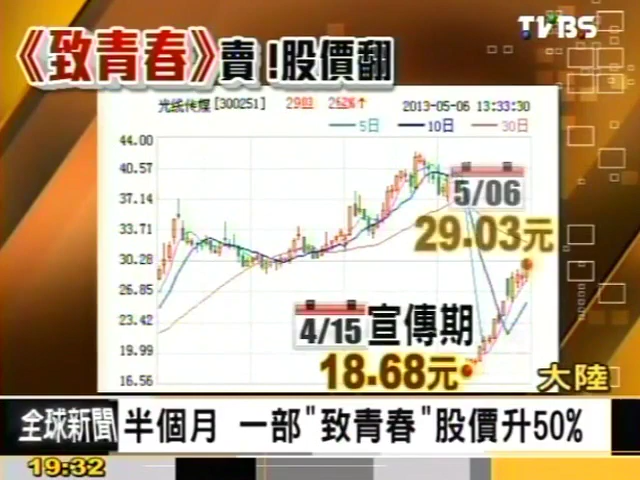 TVBS
《致青春》賣！股價翻
光线传媒[300251] 2903 262%↑ 2013-05-06 13:33:30
5日 10日 30日
44.00
40.57
37.14
33.71
30.28
26.85
23.42
19.99
16.56
5/06
29.03元
4/15 宣傳期
18.68元
大陸
全球新聞 半個月 一部"致青春"股價升50%
19:32